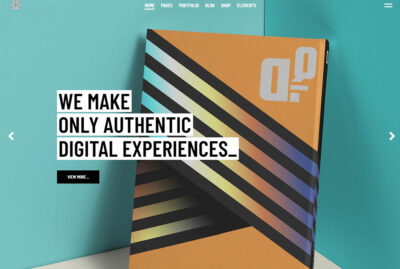 HOME PAGES PORTFOLIO BLOG SHOP ELEMENTS
WE MAKE
ONLY AUTHENTIC
DIGITAL EXPERIENCES_
VIEW MORE _